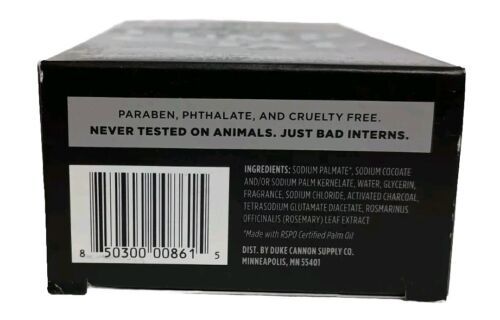 PARABEN, PHTHALATE, AND CRUELTY FREE.
NEVER TESTED ON ANIMALS. JUST BAD INTERNS.
INGREDIENTS: SODIUM PALMATE*, SODIUM COCOATE
AND/OR SODIUM PALM KERNELATE, WATER, GLYCERIN,
FRAGRANCE, SODIUM CHLORIDE, ACTIVATED CHARCOAL,
TETRASODIUM GLUTAMATE DIACETATE, ROSMARINUS
OFFICINALIS (ROSEMARY) LEAF EXTRACT
*Made with RSPO Certified Palm Oil
DIST. BY DUKE CANNON SUPPLY CO.
MINNEAPOLIS, MN 55401
8 50300 00861 5